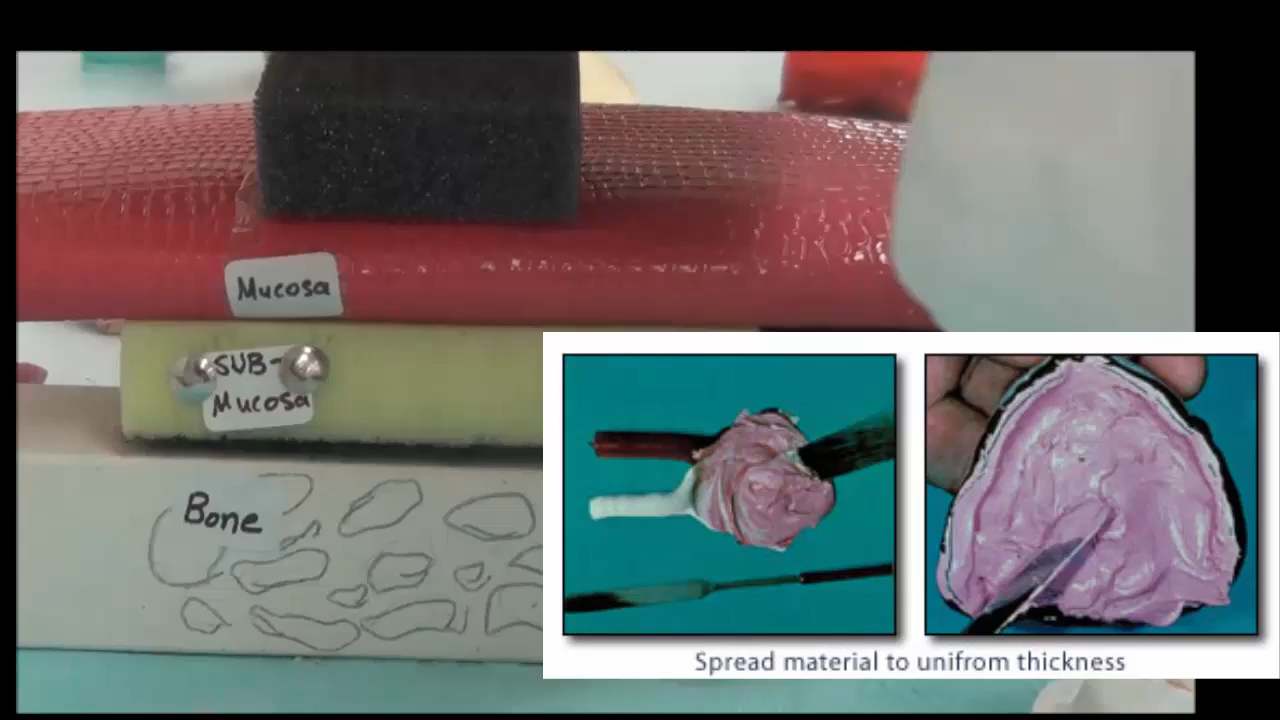 Mucosa
SUB-
Mucosa
Bone
Spread material to unifrom thickness